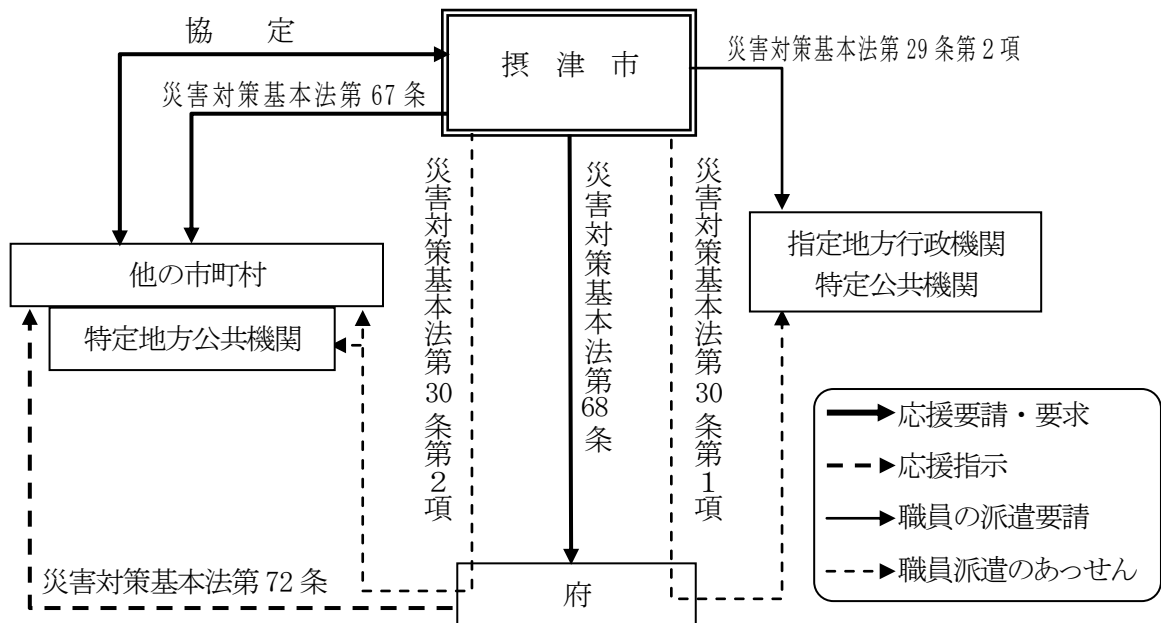 協　定
摂 津 市
災害対策基本法第 29 条第 2 項
災害対策基本法第 67 条
災害対策基本法第30条第2項
災害対策基本法第68条
災害対策基本法第30条第1項
指定地方行政機関
特定公共機関
他の市町村
特定地方公共機関
応援要請・要求
応援指示
職員の派遣要請
職員派遣のあっせん
災害対策基本法第 72 条
府